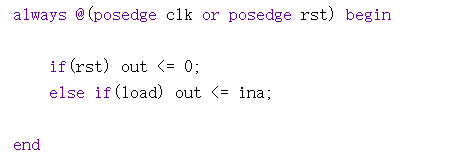 always @(posedge clk or posedge rst) begin
if(rst) out <= 0;
else if(load) out <= ina;
end